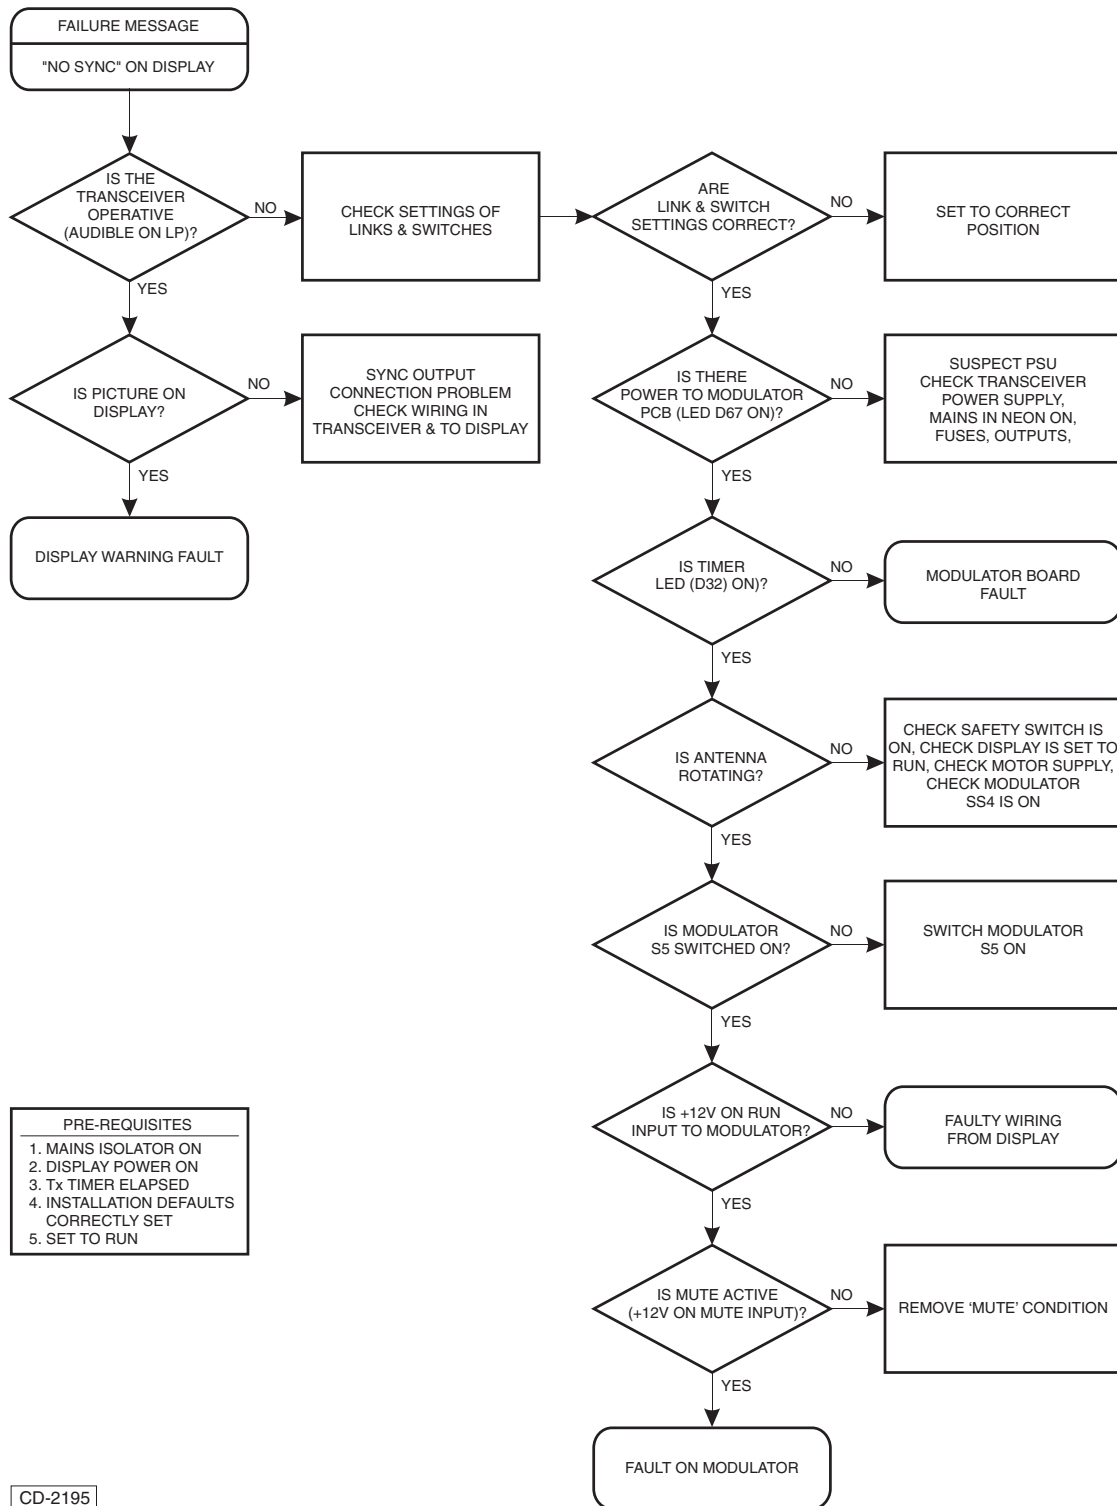 FAILURE MESSAGE
"NO SYNC" ON DISPLAY
IS THE
TRANSCEIVER
OPERATIVE
(AUDIBLE ON LP)?
NO
YES
CHECK SETTINGS OF
LINKS & SWITCHES
ARE
LINK & SWITCH
SETTINGS CORRECT?
NO
YES
SET TO CORRECT
POSITION
IS PICTURE ON
DISPLAY?
NO
YES
SYNC OUTPUT
CONNECTION PROBLEM
CHECK WIRING IN
TRANSCEIVER & TO DISPLAY
DISPLAY WARNING FAULT
IS THERE
POWER TO MODULATOR
PCB (LED D67 ON)?
NO
YES
SUSPECT PSU
CHECK TRANSCEIVER
POWER SUPPLY,
MAINS IN NEON ON,
FUSES, OUTPUTS,
IS TIMER
LED (D32) ON)?
NO
YES
MODULATOR BOARD
FAULT
IS ANTENNA
ROTATING?
NO
YES
CHECK SAFETY SWITCH IS
ON, CHECK DISPLAY IS SET TO
RUN, CHECK MOTOR SUPPLY,
CHECK MODULATOR
SS4 IS ON
IS MODULATOR
S5 SWITCHED ON?
NO
YES
SWITCH MODULATOR
S5 ON
IS +12V ON RUN
INPUT TO MODULATOR?
NO
YES
FAULTY WIRING
FROM DISPLAY
IS MUTE ACTIVE
(+12V ON MUTE INPUT)?
NO
YES
REMOVE ‘MUTE’ CONDITION
FAULT ON MODULATOR
PRE-REQUISITES
1. MAINS ISOLATOR ON
2. DISPLAY POWER ON
3. Tx TIMER ELAPSED
4. INSTALLATION DEFAULTS
CORRECTLY SET
5. SET TO RUN
CD-2195